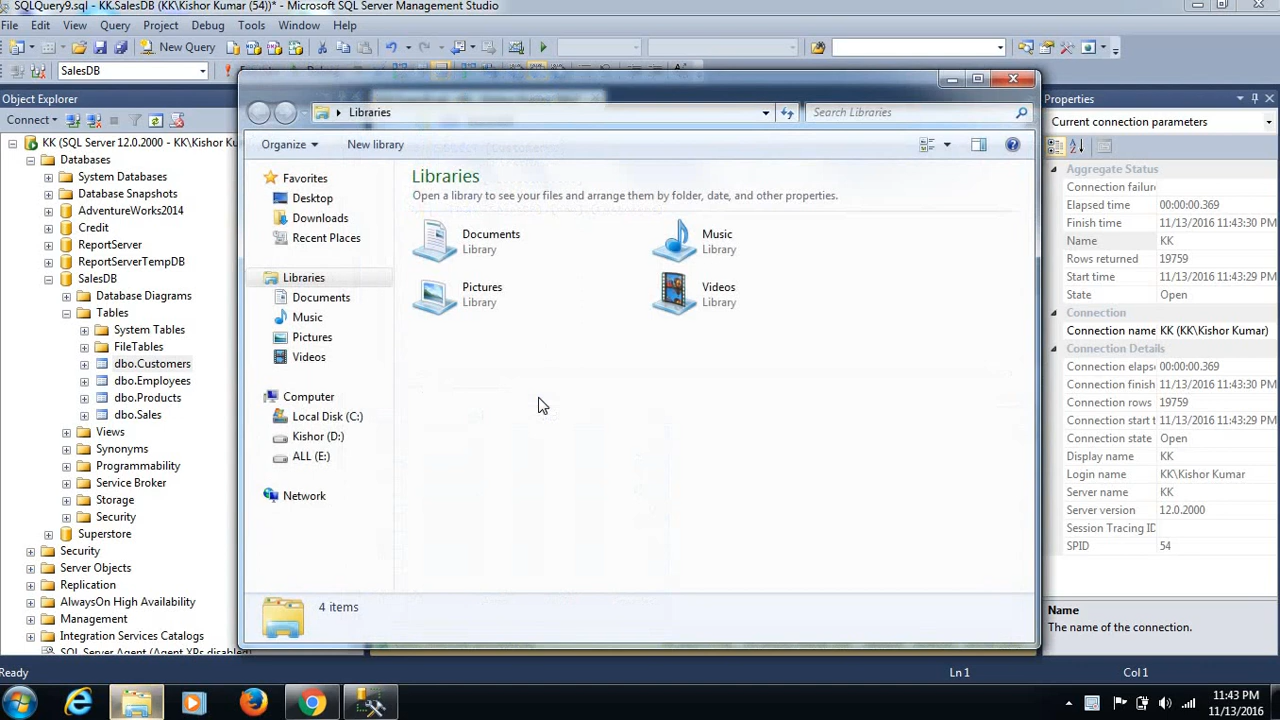 SQLQuery9.sql - KK.SalesDB (KK\Kishor Kumar (54))* - Microsoft SQL Server Management Studio
File Edit View Query Project Debug Tools Window Help
New Query
SalesDB
Object Explorer
Connect
KK (SQL Server 12.0.2000 - KK\Kishor Ku
Databases
System Databases
Database Snapshots
AdventureWorks2014
Credit
ReportServer
ReportServerTempDB
SalesDB
Database Diagrams
Tables
System Tables
FileTables
dbo.Customers
dbo.Employees
dbo.Products
dbo.Sales
Views
Synonyms
Programmability
Service Broker
Storage
Security
Superstore
Security
Server Objects
Replication
AlwaysOn High Availability
Management
Integration Services Catalogs
SQL Server Agent (Agent XPs disabled)
Libraries
Search Libraries
Organize
New library
Favorites
Desktop
Downloads
Recent Places
Libraries
Documents
Music
Pictures
Videos
Computer
Local Disk (C:)
Kishor (D:)
ALL (E:)
Network
Libraries
Open a library to see your files and arrange them by folder, date, and other properties.
Documents
Library
Music
Library
Pictures
Library
Videos
Library
4 items
Properties
Current connection parameters
Aggregate Status
Connection failure
Elapsed time 00:00:00.369
Finish time 11/13/2016 11:43:30 PM
Name KK
Rows returned 19759
Start time 11/13/2016 11:43:29 PM
State Open
Connection
Connection name KK (KK\Kishor Kumar)
Connection Details
Connection elaps 00:00:00.369
Connection finish 11/13/2016 11:43:30 PM
Connection rows 19759
Connection start t 11/13/2016 11:43:29 PM
Connection state Open
Display name KK
Login name KK\Kishor Kumar
Server name KK
Server version 12.0.2000
Session Tracing ID
SPID 54
Name
The name of the connection.
Ready
Ln 1
Col 1
11:43 PM
11/13/2016